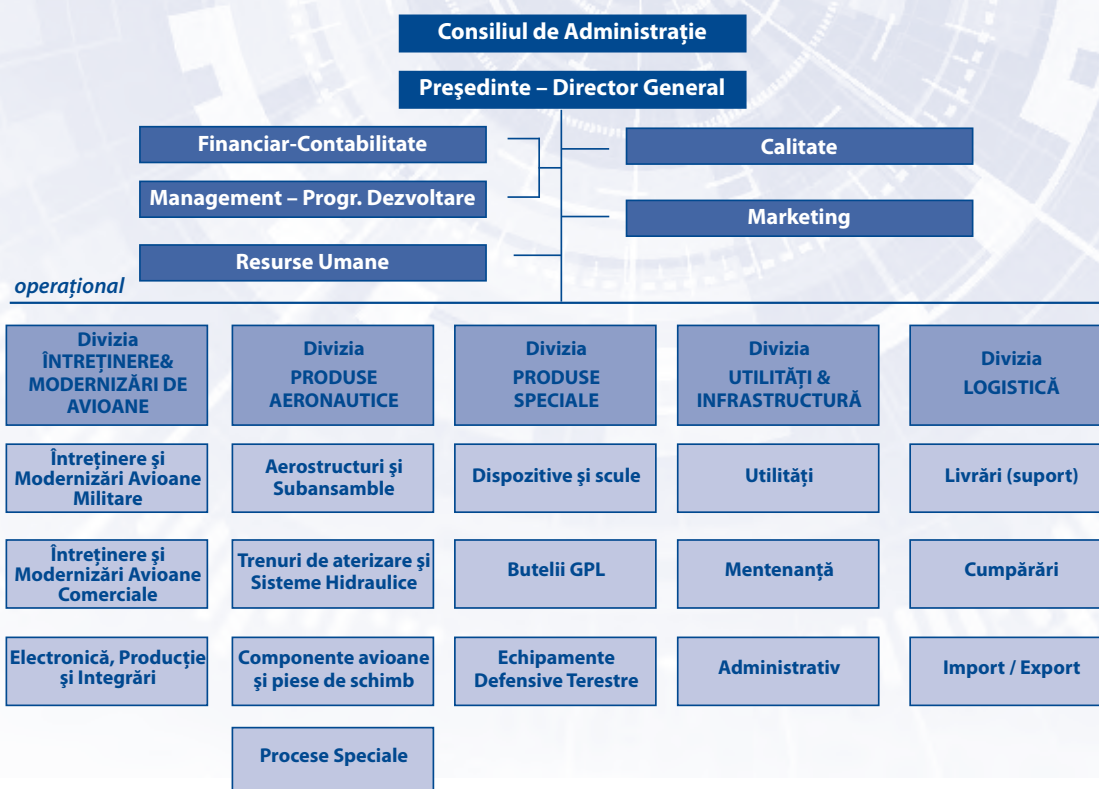 Consiliul de Administrație
Preşedinte – Director General
Financiar-Contabilitate
Calitate
Management – Progr. Dezvoltare
Marketing
Resurse Umane
operațional
Divizia
ÎNTREȚINERE&
MODERNIZĂRI DE
AVIOANE
Divizia
PRODUSE
AERONAUTICE
Divizia
PRODUSE
SPECIALE
Divizia
UTILITĂȚI &
INFRASTRUCTURĂ
Divizia
LOGISTICĂ
Întreținere şi
Modernizări Avioane
Militare
Aerostructuri şi
Subansamble
Dispozitive şi scule
Utilități
Livrări (suport)
Întreținere şi
Modernizări Avioane
Comerciale
Trenuri de aterizare şi
Sisteme Hidraulice
Butelii GPL
Mentenanță
Cumpărări
Electronică, Producție
şi Integrări
Componente avioane
şi piese de schimb
Echipamente
Defensive Terestre
Administrativ
Import / Export
Procese Speciale